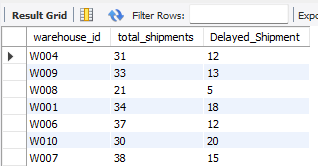 Result Grid Filter Rows: Expo
warehouse_id total_shipments Delayed_Shipment
W004 31 12
W009 33 13
W008 21 5
W001 34 18
W006 37 12
W010 30 20
W007 38 15